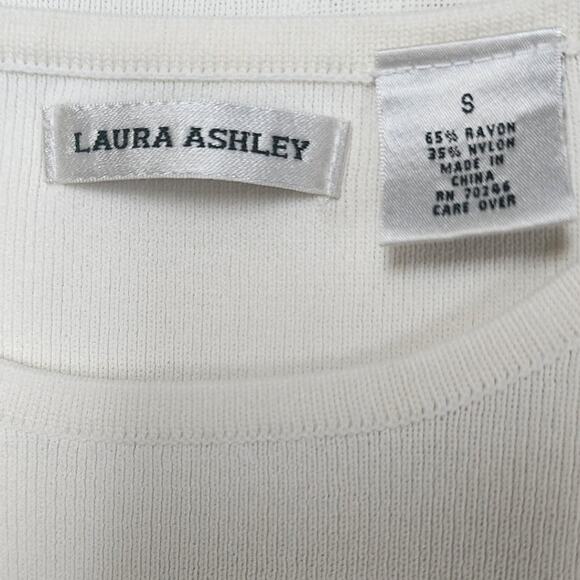 LAURA ASHLEY
S
65% RAYON
35% NYLON
MADE IN
CHINA
RN 70246
CARE OVER